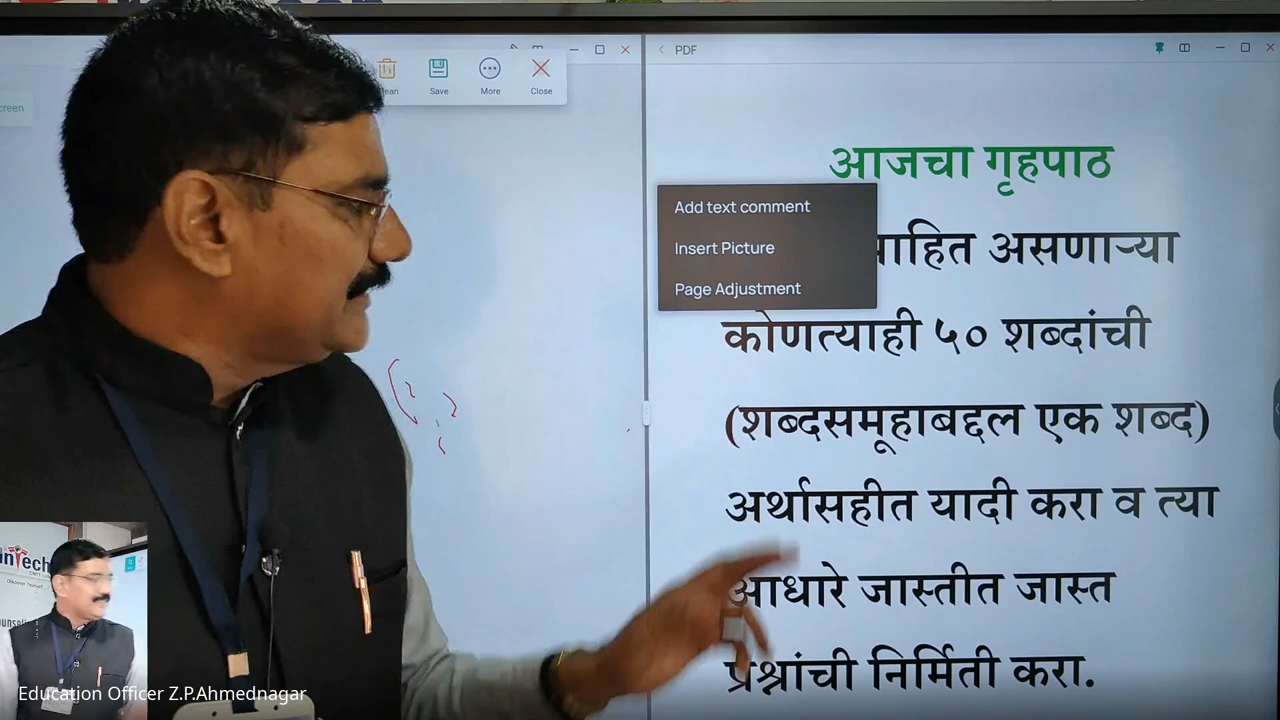 creen
Save
More
Close
PDF
आजचा गृहपाठ
Add text comment
Insert Picture
Page Adjustment
माहित असणाऱ्या
कोणत्याही ५० शब्दांची
(शब्दसमूहाबद्दल एक शब्द)
अर्थासहीत यादी करा व त्या
आधारे जास्तीत जास्त
प्रश्नांची निर्मिती करा.
Education Officer Z.P.Ahmednagar